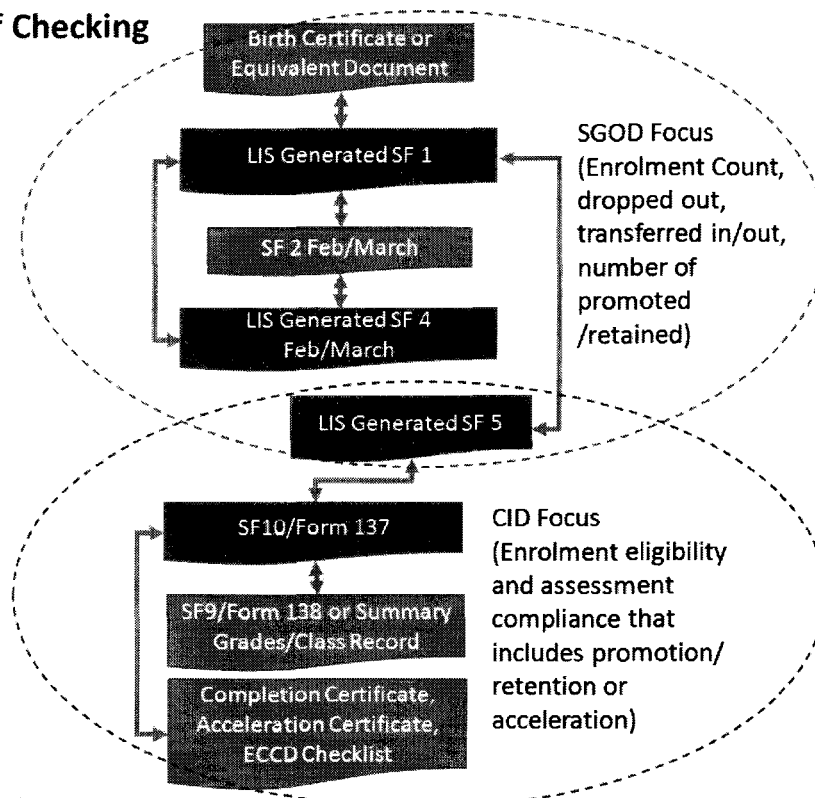 f Checking
Birth Certificate or
Equivalent Document
LIS Generated SF 1
SF 2 Feb/March
LIS Generated SF 4
Feb/March
SGOD Focus
(Enrolment Count,
dropped out,
transferred in/out,
number of
promoted
/retained)
LIS Generated SF 5
SF10/Form 137
SF9/Form 138 or Summary
Grades/Class Record
Completion Certificate,
Acceleration Certificate,
ECCD Checklist
CID Focus
(Enrolment eligibility
and assessment
compliance that
includes promotion/
retention or
acceleration)